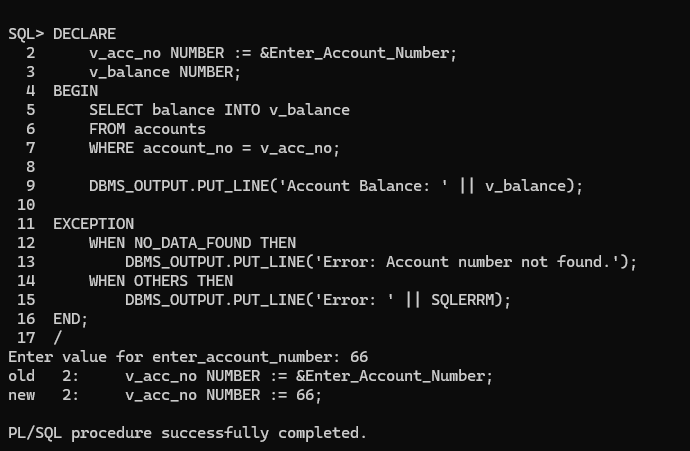 SQL> DECLARE
  2      v_acc_no NUMBER := &Enter_Account_Number;
  3      v_balance NUMBER;
  4  BEGIN
  5      SELECT balance INTO v_balance
  6      FROM accounts
  7      WHERE account_no = v_acc_no;
  8
  9      DBMS_OUTPUT.PUT_LINE('Account Balance: ' || v_balance);
 10
 11  EXCEPTION
 12      WHEN NO_DATA_FOUND THEN
 13          DBMS_OUTPUT.PUT_LINE('Error: Account number not found.');
 14      WHEN OTHERS THEN
 15          DBMS_OUTPUT.PUT_LINE('Error: ' || SQLERRM);
 16  END;
 17  /
Enter value for enter_account_number: 66
old   2:     v_acc_no NUMBER := &Enter_Account_Number;
new   2:     v_acc_no NUMBER := 66;

PL/SQL procedure successfully completed.